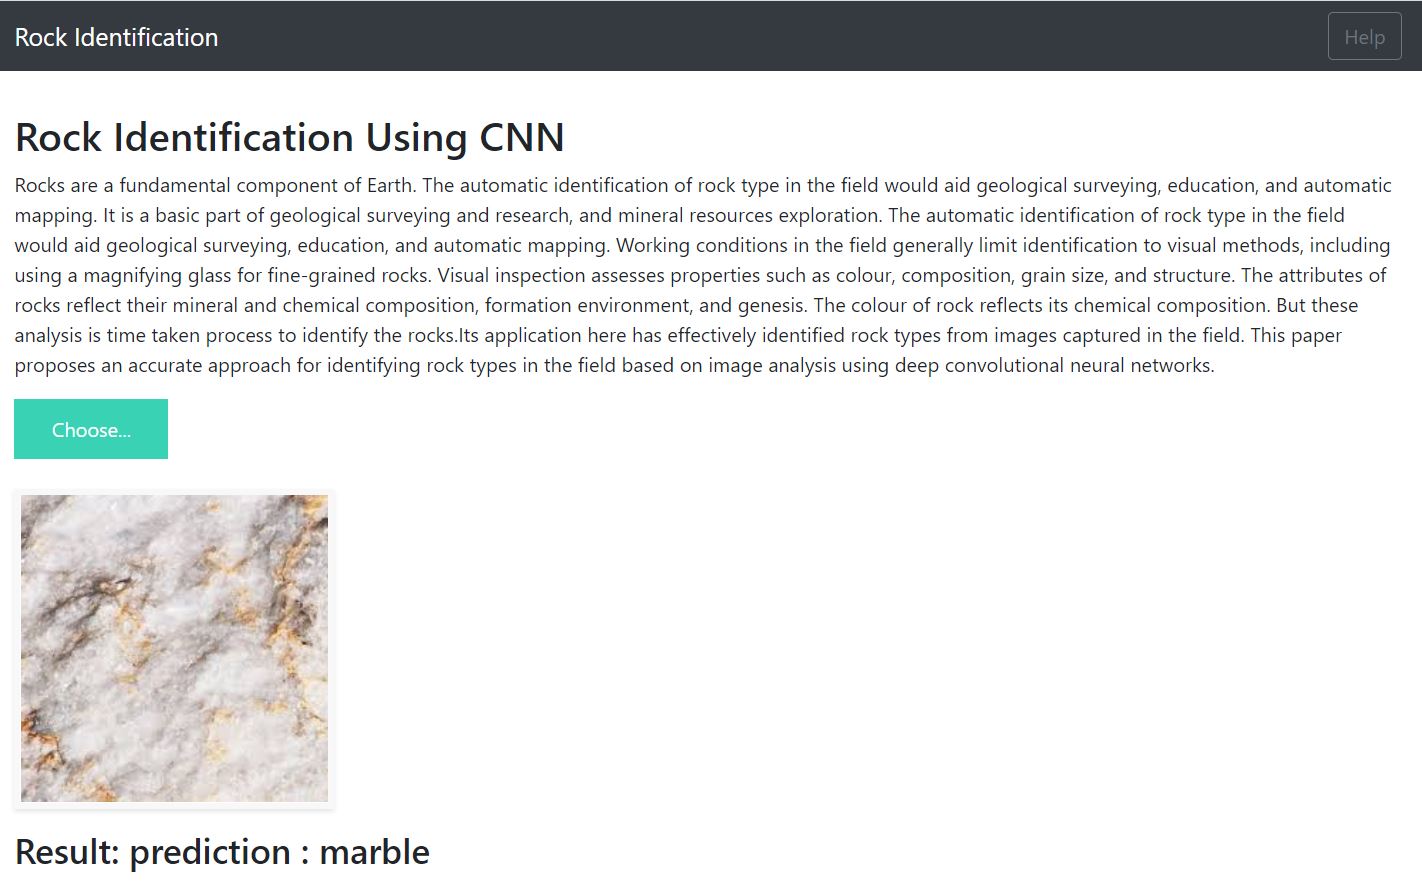 Rock Identification
Help
Rock Identification Using CNN
Rocks are a fundamental component of Earth. The automatic identification of rock type in the field would aid geological surveying, education, and automatic
mapping. It is a basic part of geological surveying and research, and mineral resources exploration. The automatic identification of rock type in the field
would aid geological surveying, education, and automatic mapping. Working conditions in the field generally limit identification to visual methods, including
using a magnifying glass for fine-grained rocks. Visual inspection assesses properties such as colour, composition, grain size, and structure. The attributes of
rocks reflect their mineral and chemical composition, formation environment, and genesis. The colour of rock reflects its chemical composition. But these
analysis is time taken process to identify the rocks.Its application here has effectively identified rock types from images captured in the field. This paper
proposes an accurate approach for identifying rock types in the field based on image analysis using deep convolutional neural networks.
Choose...
Result: prediction : marble